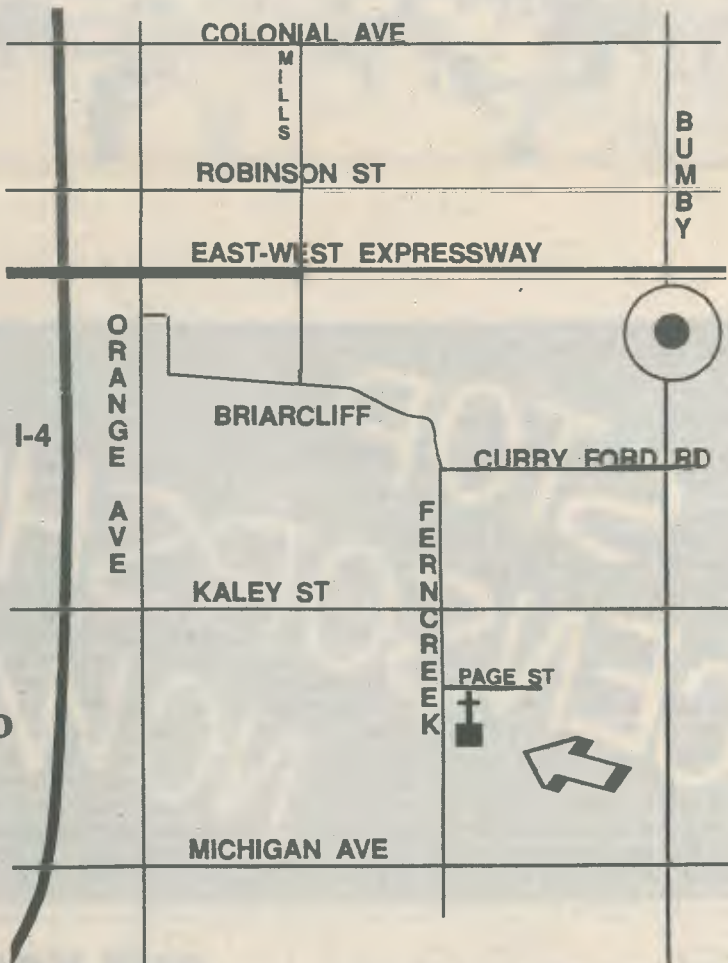 COLONIAL AVE
MILLS
BUMBY
ROBINSON ST
EAST-WEST EXPRESSWAY
ORANGE AVE
BRIARCLIFF
I-4
CURRY FORD RD
FERNCREEK
KALEY ST
PAGE ST
MICHIGAN AVE